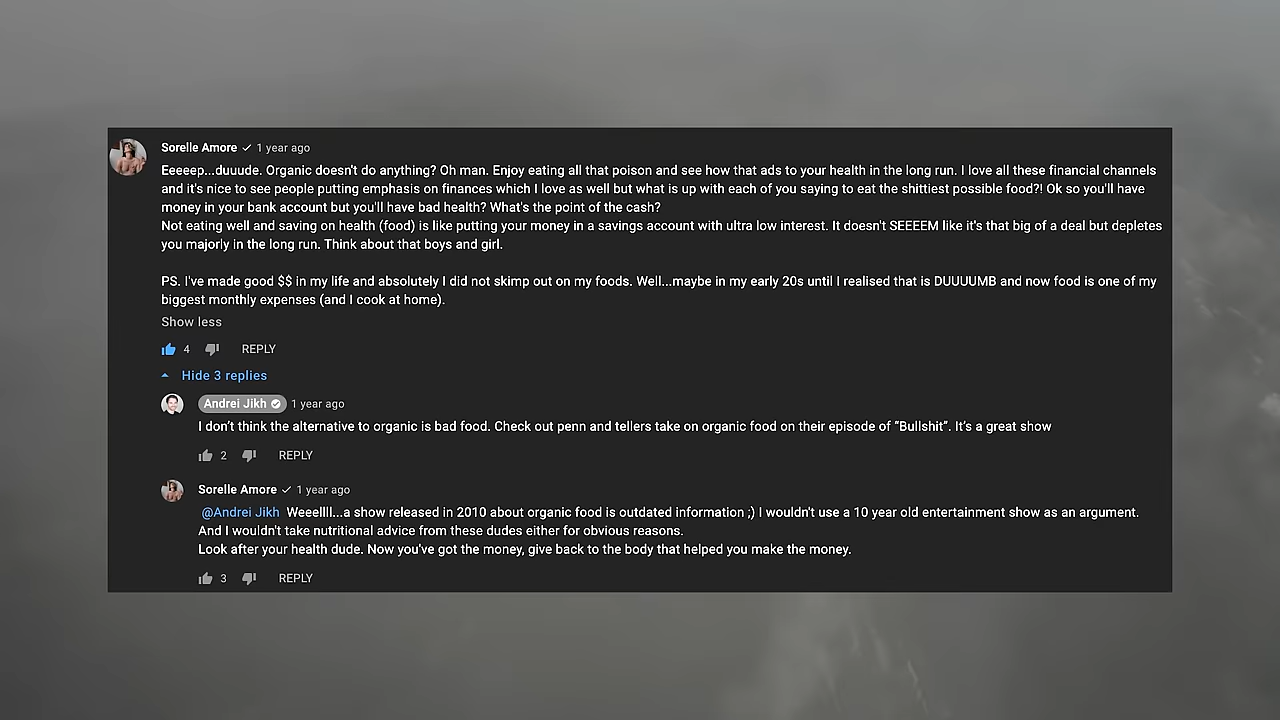 Sorelle Amore 1 year ago
Eeeeep...duuude. Organic doesn't do anything? Oh man. Enjoy eating all that poison and see how that ads to your health in the long run. I love all these financial channels
and it's nice to see people putting emphasis on finances which I love as well but what is up with each of you saying to eat the shittiest possible food?! Ok so you'll have
money in your bank account but you'll have bad health? What's the point of the cash?
Not eating well and saving on health (food) is like putting your money in a savings account with ultra low interest. It doesn't SEEEEM like it's that big of a deal but depletes
you majorly in the long run. Think about that boys and girl.
PS. I've made good $$ in my life and absolutely I did not skimp out on my foods. Well...maybe in my early 20s until I realised that is DUUUUMB and now food is one of my
biggest monthly expenses (and I cook at home).
Show less
4 REPLY
Hide 3 replies
Andrei Jikh 1 year ago
I don't think the alternative to organic is bad food. Check out penn and tellers take on organic food on their episode of “Bullshit”. It's a great show
2 REPLY
Sorelle Amore 1 year ago
@Andrei Jikh Weeellll...a show released in 2010 about organic food is outdated information ;) I wouldn't use a 10 year old entertainment show as an argument.
And I wouldn't take nutritional advice from these dudes either for obvious reasons.
Look after your health dude. Now you've got the money, give back to the body that helped you make the money.
3 REPLY